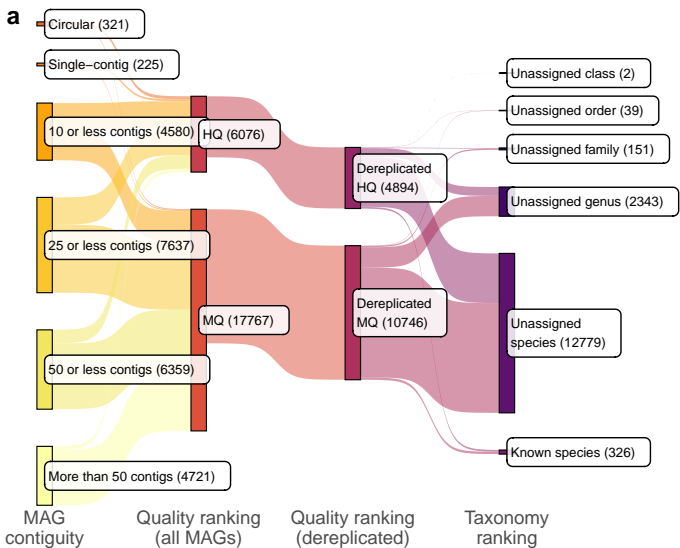 a
Circular (321)
Single−contig (225)
10 or less contigs (4580)
25 or less contigs (7637)
50 or less contigs (6359)
More than 50 contigs (4721)
HQ (6076)
MQ (17767)
Dereplicated
HQ (4894)
Dereplicated
MQ (10746)
Unassigned class (2)
Unassigned order (39)
Unassigned family (151)
Unassigned genus (2343)
Unassigned
species (12779)
Known species (326)
MAG
contiguity
Quality ranking
(all MAGs)
Quality ranking
(dereplicated)
Taxonomy
ranking